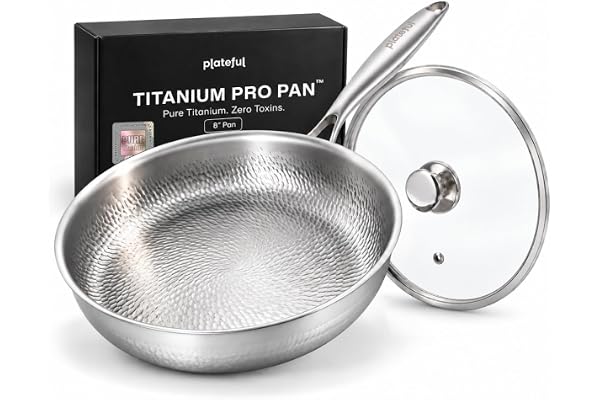 plateful
TITANIUM PRO PAN™
Pure Titanium. Zero Toxins.
8" Pan
plateful